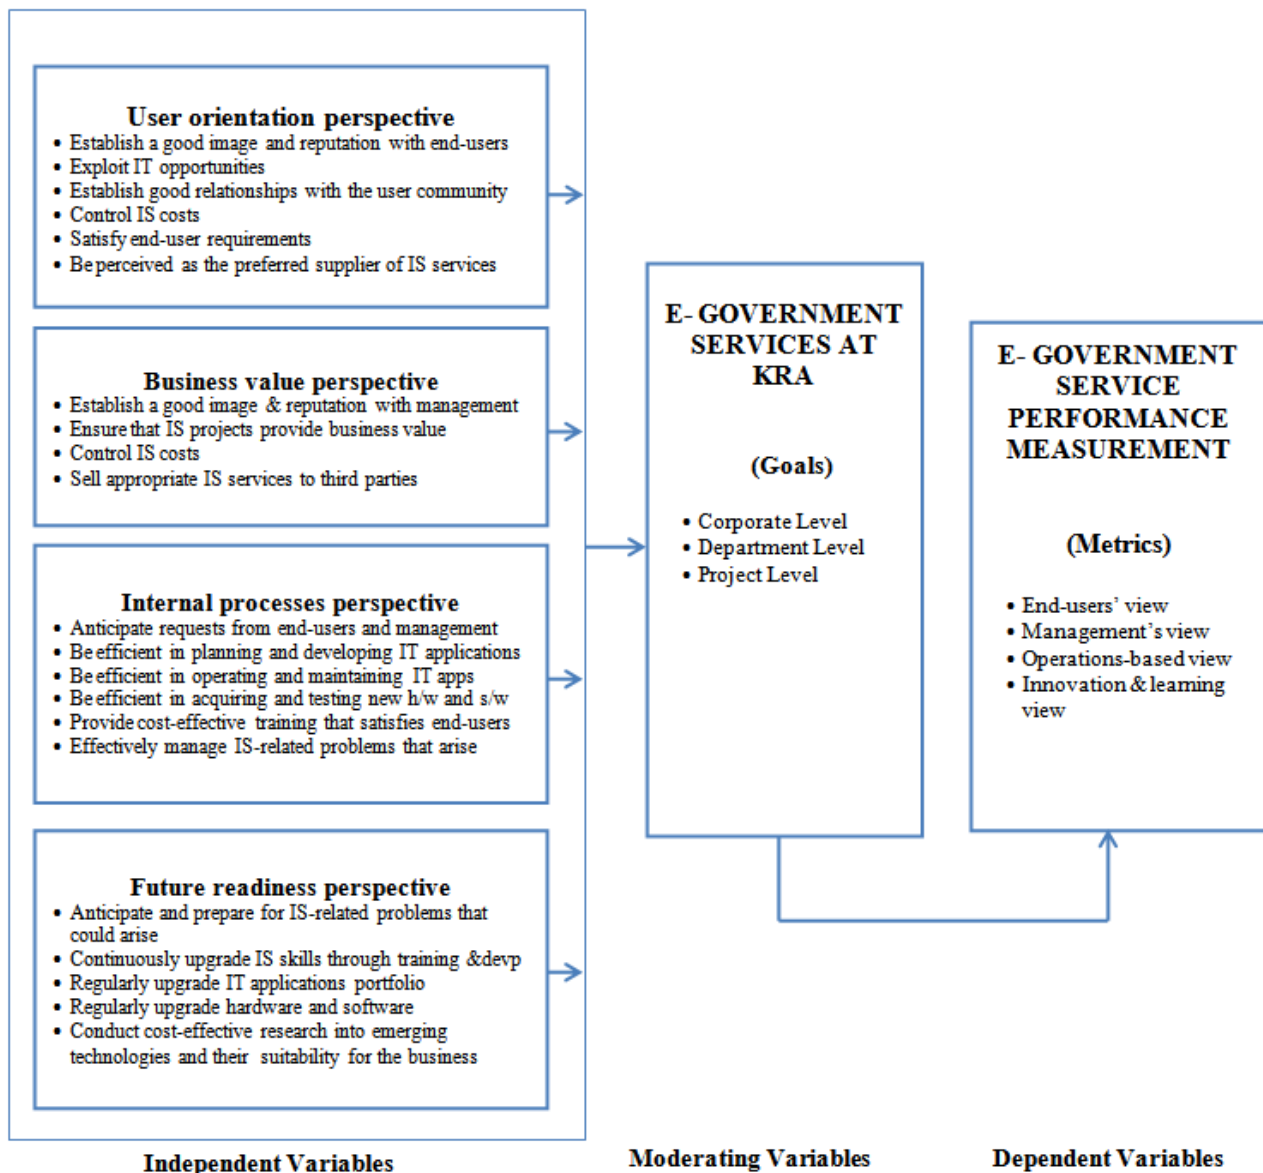 User orientation perspective
• Establish a good image and reputation with end-users
• Exploit IT opportunities
• Establish good relationships with the user community
• Control IS costs
• Satisfy end-user requirements
• Be perceived as the preferred supplier of IS services
Business value perspective
• Establish a good image & reputation with management
• Ensure that IS projects provide business value
• Control IS costs
• Sell appropriate IS services to third parties
Internal processes perspective
• Anticipate requests from end-users and management
• Be efficient in planning and developing IT applications
• Be efficient in operating and maintaining IT apps
• Be efficient in acquiring and testing new h/w and s/w
• Provide cost-effective training that satisfies end-users
• Effectively manage IS-related problems that arise
Future readiness perspective
• Anticipate and prepare for IS-related problems that
could arise
• Continuously upgrade IS skills through training &devp
• Regularly upgrade IT applications portfolio
• Regularly upgrade hardware and software
• Conduct cost-effective research into emerging
technologies and their suitability for the business
Independent Variables
E- GOVERNMENT
SERVICES AT
KRA
(Goals)
• Corporate Level
• Department Level
• Project Level
Moderating Variables
E- GOVERNMENT
SERVICE
PERFORMANCE
MEASUREMENT
(Metrics)
• End-users’ view
• Management’s view
• Operations-based view
• Innovation & learning
view
Dependent Variables